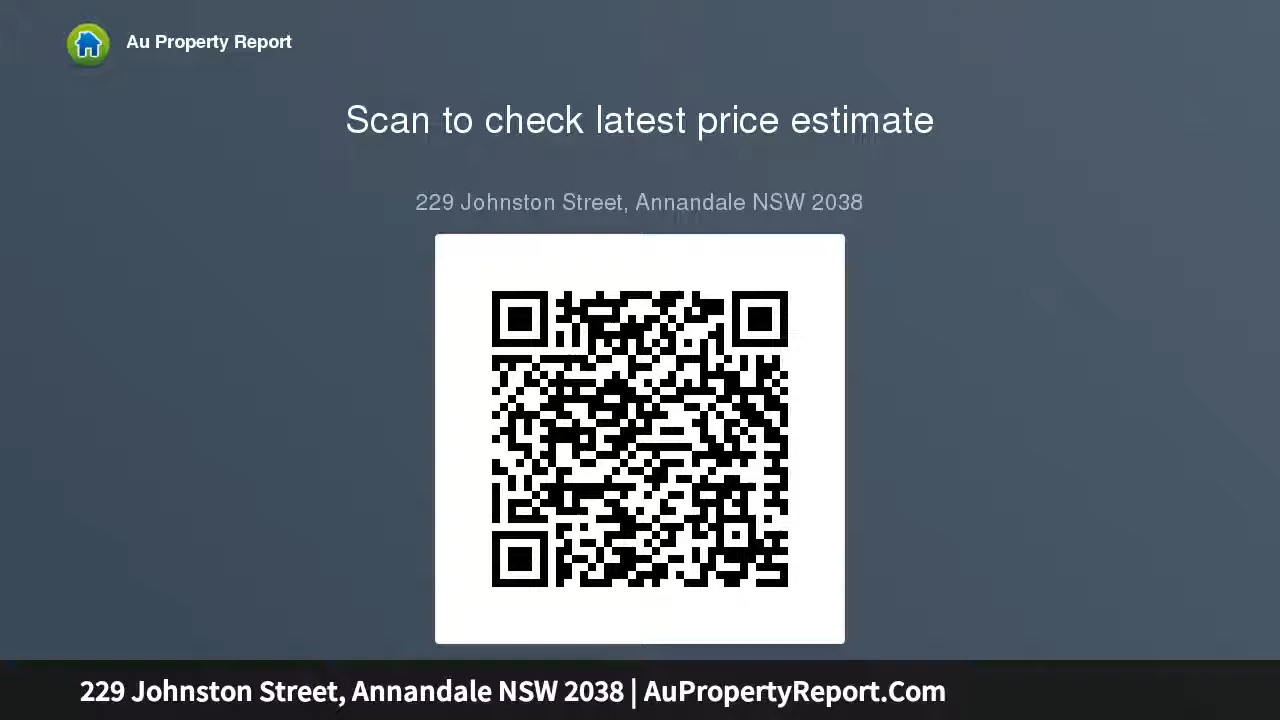 Au Property Report
Scan to check latest price estimate
229 Johnston Street, Annandale NSW 2038
229 Johnston Street, Annandale NSW 2038 | AuPropertyReport.Com